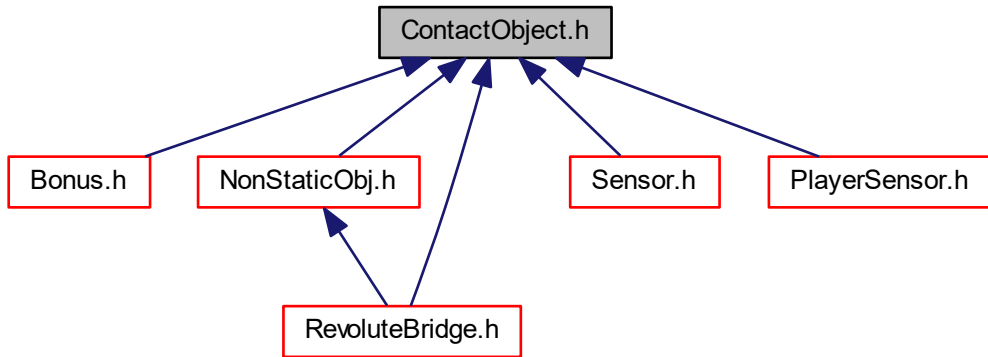 ContactObject.h
Bonus.h
NonStaticObj.h
Sensor.h
PlayerSensor.h
RevoluteBridge.h